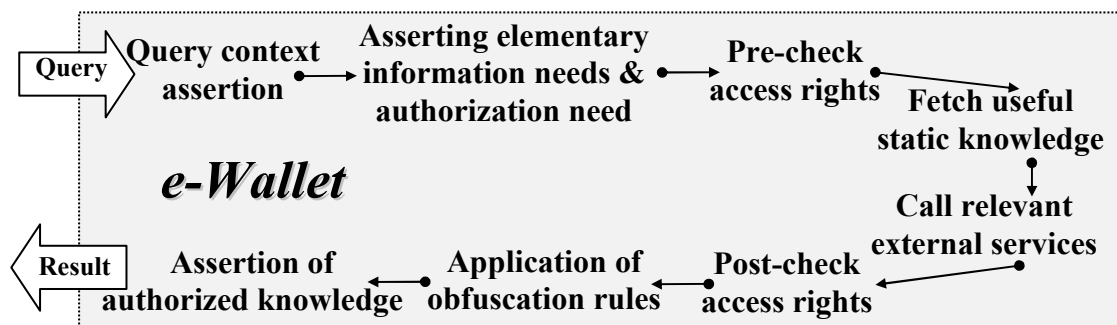 Query
Query context
assertion
Asserting elementary
information needs &
authorization need
Pre-check
access rights
Fetch useful
static knowledge
e-Wallet
Call relevant
external services
Post-check
access rights
Application of
obfuscation rules
Assertion of
authorized knowledge
Result